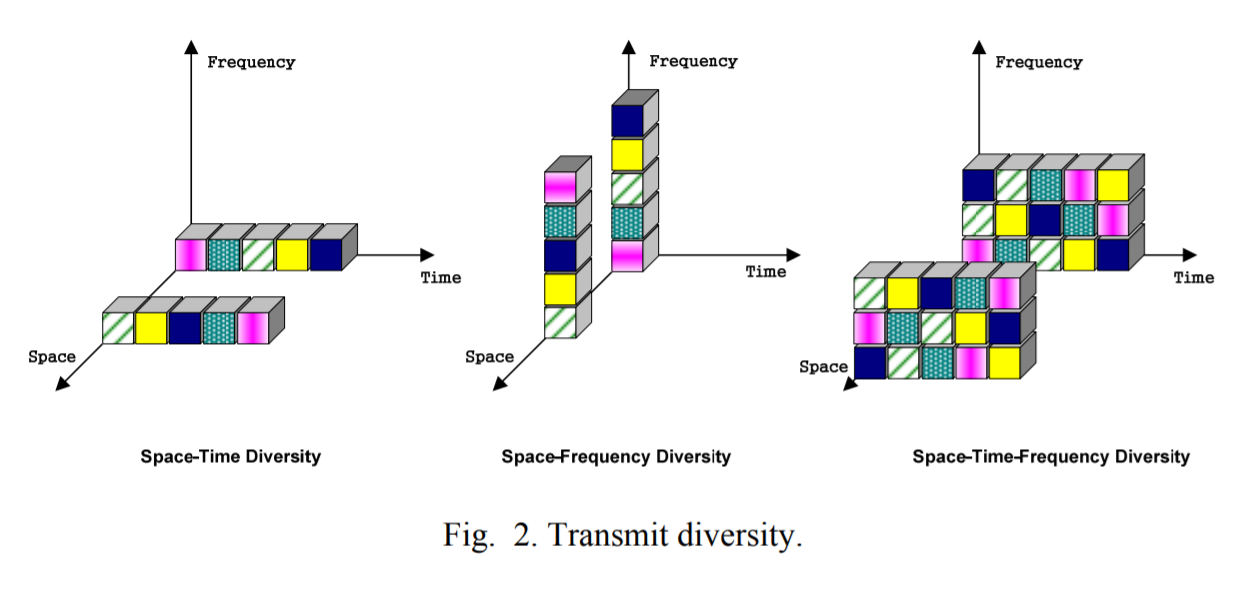 Frequency
Time
Space
Space-Time Diversity
Frequency
Time
Space
Space-Frequency Diversity
Frequency
Time
Space
Space-Time-Frequency Diversity
Fig. 2. Transmit diversity.